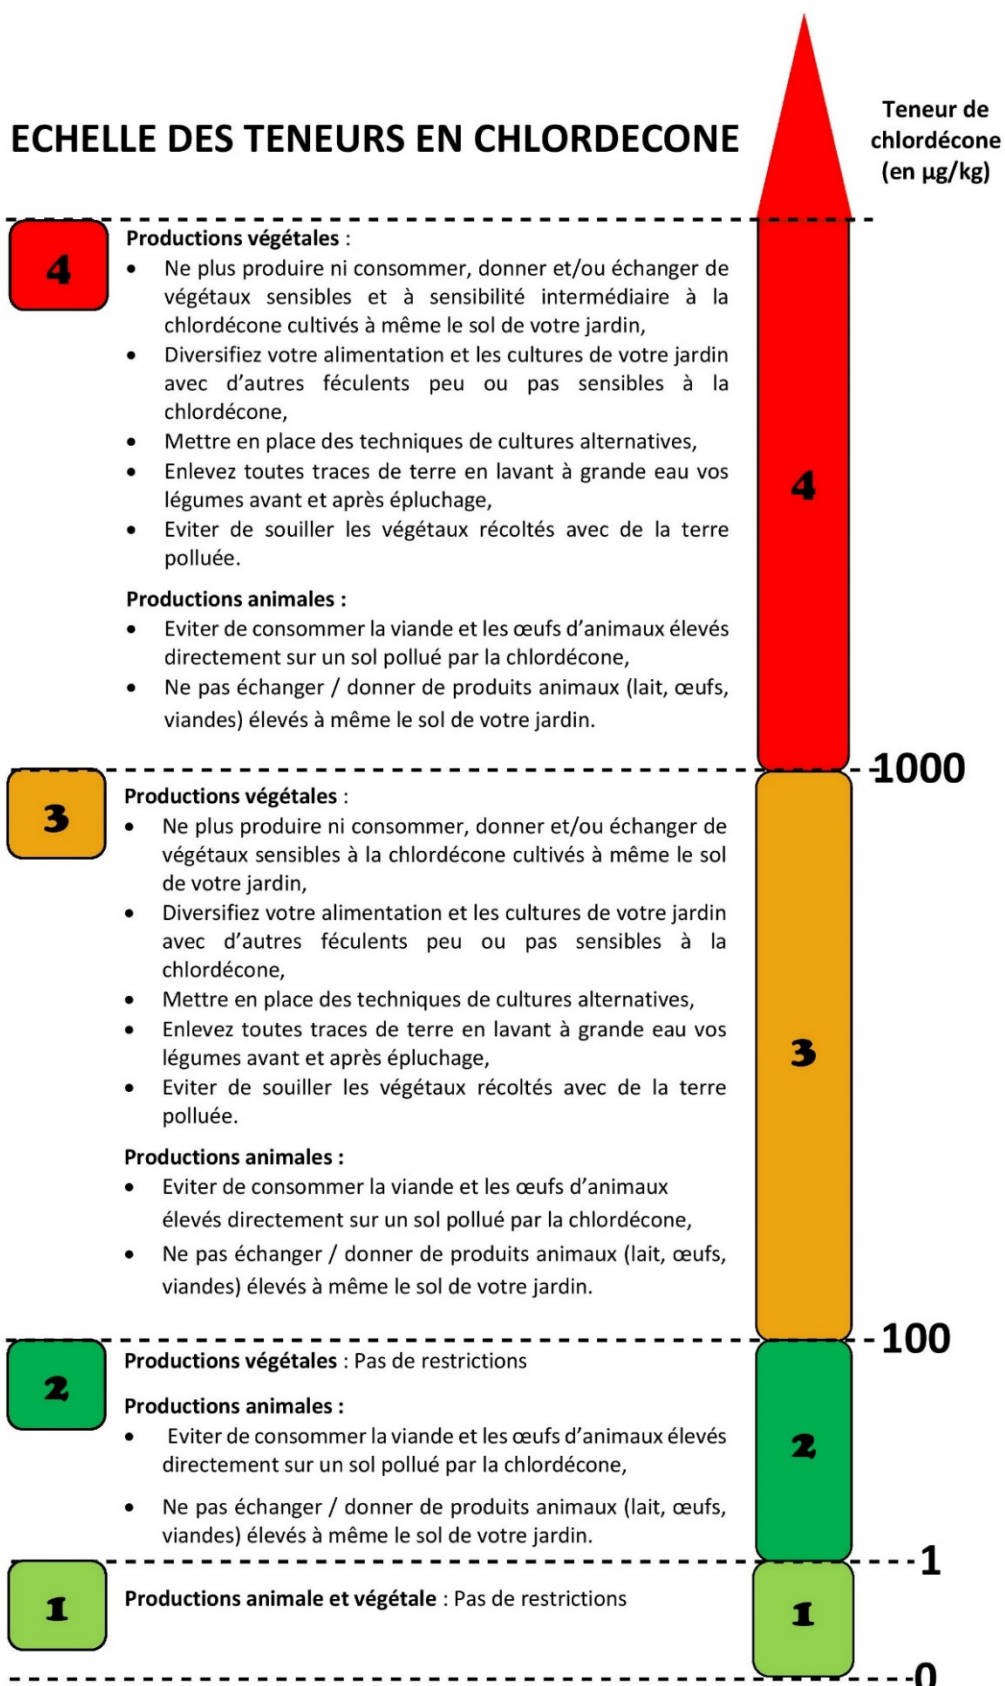 Teneur de
chlordécone
(en µg/kg)
ECHELLE DES TENEURS EN CHLORDECONE
4
Productions végétales :
• Ne plus produire ni consommer, donner et/ou échanger de
végétaux sensibles et à sensibilité intermédiaire à la
chlordécone cultivés à même le sol de votre jardin,
• Diversifiez votre alimentation et les cultures de votre jardin
avec d'autres féculents peu ou pas sensibles à la
chlordécone,
• Mettre en place des techniques de cultures alternatives,
• Enlevez toutes traces de terre en lavant à grande eau vos
légumes avant et après épluchage,
• Eviter de souiller les végétaux récoltés avec de la terre
polluée.
Productions animales :
• Eviter de consommer la viande et les œufs d'animaux élevés
directement sur un sol pollué par la chlordécone,
• Ne pas échanger / donner de produits animaux (lait, œufs,
viandes) élevés à même le sol de votre jardin.
4
1000
3
Productions végétales :
• Ne plus produire ni consommer, donner et/ou échanger de
végétaux sensibles à la chlordécone cultivés à même le sol
de votre jardin,
• Diversifiez votre alimentation et les cultures de votre jardin
avec d'autres féculents peu ou pas sensibles à la
chlordécone,
• Mettre en place des techniques de cultures alternatives,
• Enlevez toutes traces de terre en lavant à grande eau vos
légumes avant et après épluchage,
• Eviter de souiller les végétaux récoltés avec de la terre
polluée.
Productions animales :
• Eviter de consommer la viande et les œufs d'animaux
élevés directement sur un sol pollué par la chlordécone,
• Ne pas échanger / donner de produits animaux (lait, œufs,
viandes) élevés à même le sol de votre jardin.
3
100
2
Productions végétales : Pas de restrictions
Productions animales :
• Eviter de consommer la viande et les œufs d'animaux élevés
directement sur un sol pollué par la chlordécone,
• Ne pas échanger / donner de produits animaux (lait, œufs,
viandes) élevés à même le sol de votre jardin.
2
1
1
Productions animale et végétale : Pas de restrictions
1
0